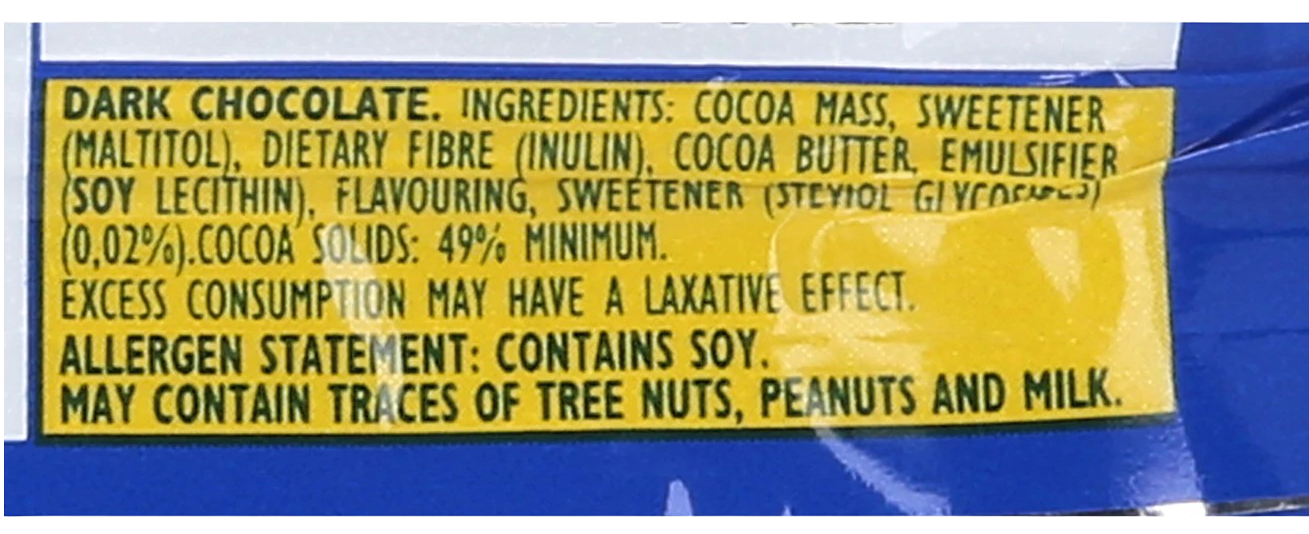 DARK CHOCOLATE. INGREDIENTS: COCOA MASS, SWEETENER
(MALTITOL), DIETARY FIBRE (INULIN), COCOA BUTTER, EMULSIFIER
(SOY LECITHIN), FLAVOURING, SWEETENER (STEVIOL GLYCOSIDES)
(0,02%).COCOA SOLIDS: 49% MINIMUM.
EXCESS CONSUMPTION MAY HAVE A LAXATIVE EFFECT.
ALLERGEN STATEMENT: CONTAINS SOY.
MAY CONTAIN TRACES OF TREE NUTS, PEANUTS AND MILK.